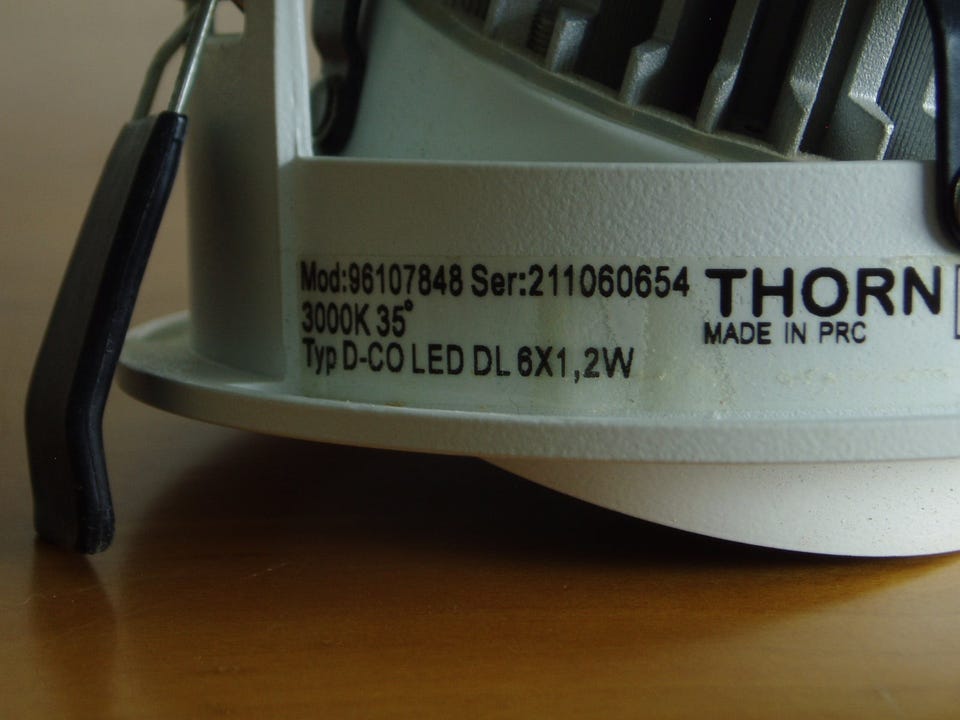 Mod:96107848 Ser:211060654
3000K 35°
Typ D-CO LED DL 6X1,2W
THORN
MADE IN PRC